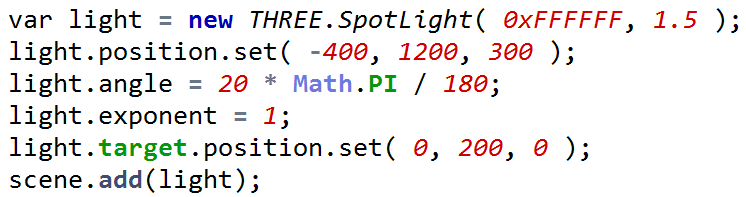 var light = new THREE.SpotLight( 0xFFFFFF, 1.5 );
light.position.set( -400, 1200, 300 );
light.angle = 20 * Math.PI / 180;
light.exponent = 1;
light.target.position.set( 0, 200, 0 );
scene.add(light);